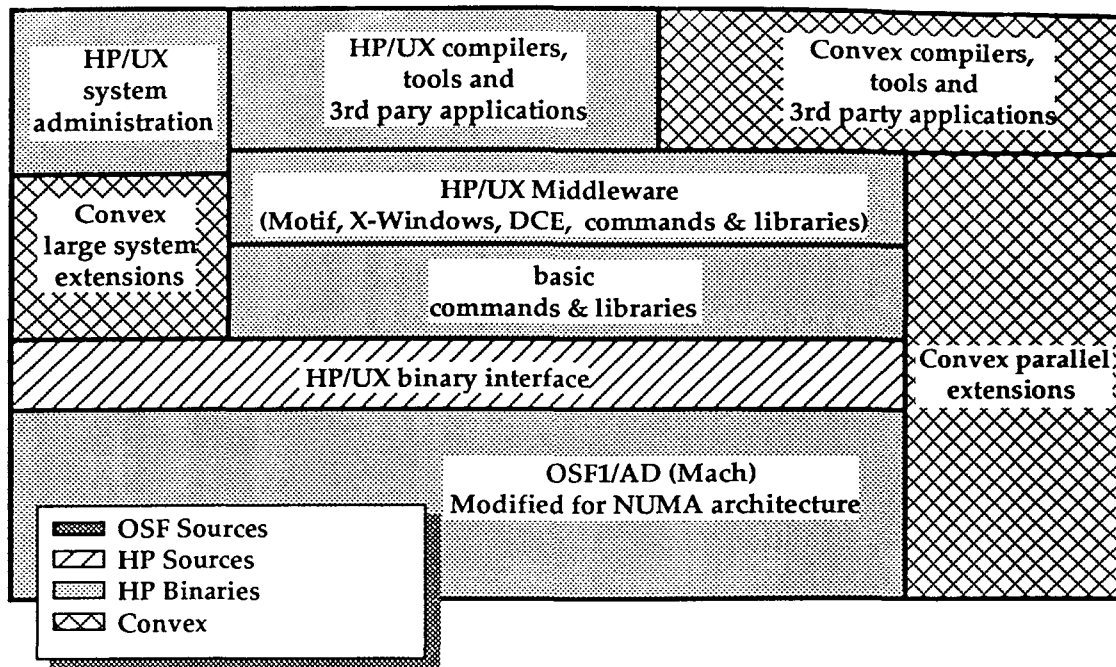 HP/UX
system
administration
HP/UX compilers,
tools and
3rd pary applications
Convex compilers,
tools and
3rd party applications
Convex
large system
extensions
HP/UX Middleware
(Motif, X-Windows, DCE, commands & libraries)
basic
commands & libraries
HP/UX binary interface
Convex parallel
extensions
OSF1/AD (Mach)
Modified for NUMA architecture
OSF Sources
HP Sources
HP Binaries
Convex